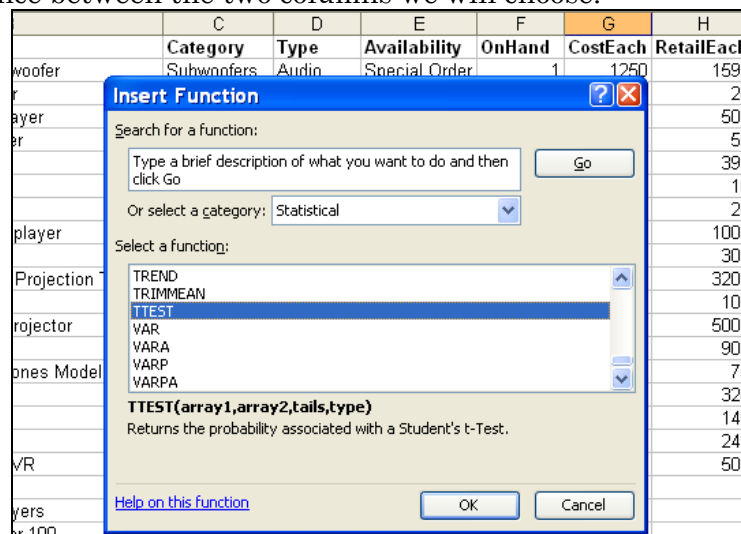 between the two columns we will choose.
C D E F G H
Category Type Availability OnHand CostEach RetailEach
woofer Subwoofers Audio Special Order 1 1250 159
Insert Function
2
ayer 50
5
39
1
2
player 100
30
Projection 320
10
rojector 500
90
ones Model 7
32
14
24
VR 50
yers
Search for a function:
Type a brief description of what you want to do and then
click Go
Go
Or select a category: Statistical
Select a function:
TREND
TRIMMEAN
TTEST
VAR
VARA
VARP
VARPA
TTEST(array1,array2,tails,type)
Returns the probability associated with a Student's t-Test.
Help on this function
OK
Cancel